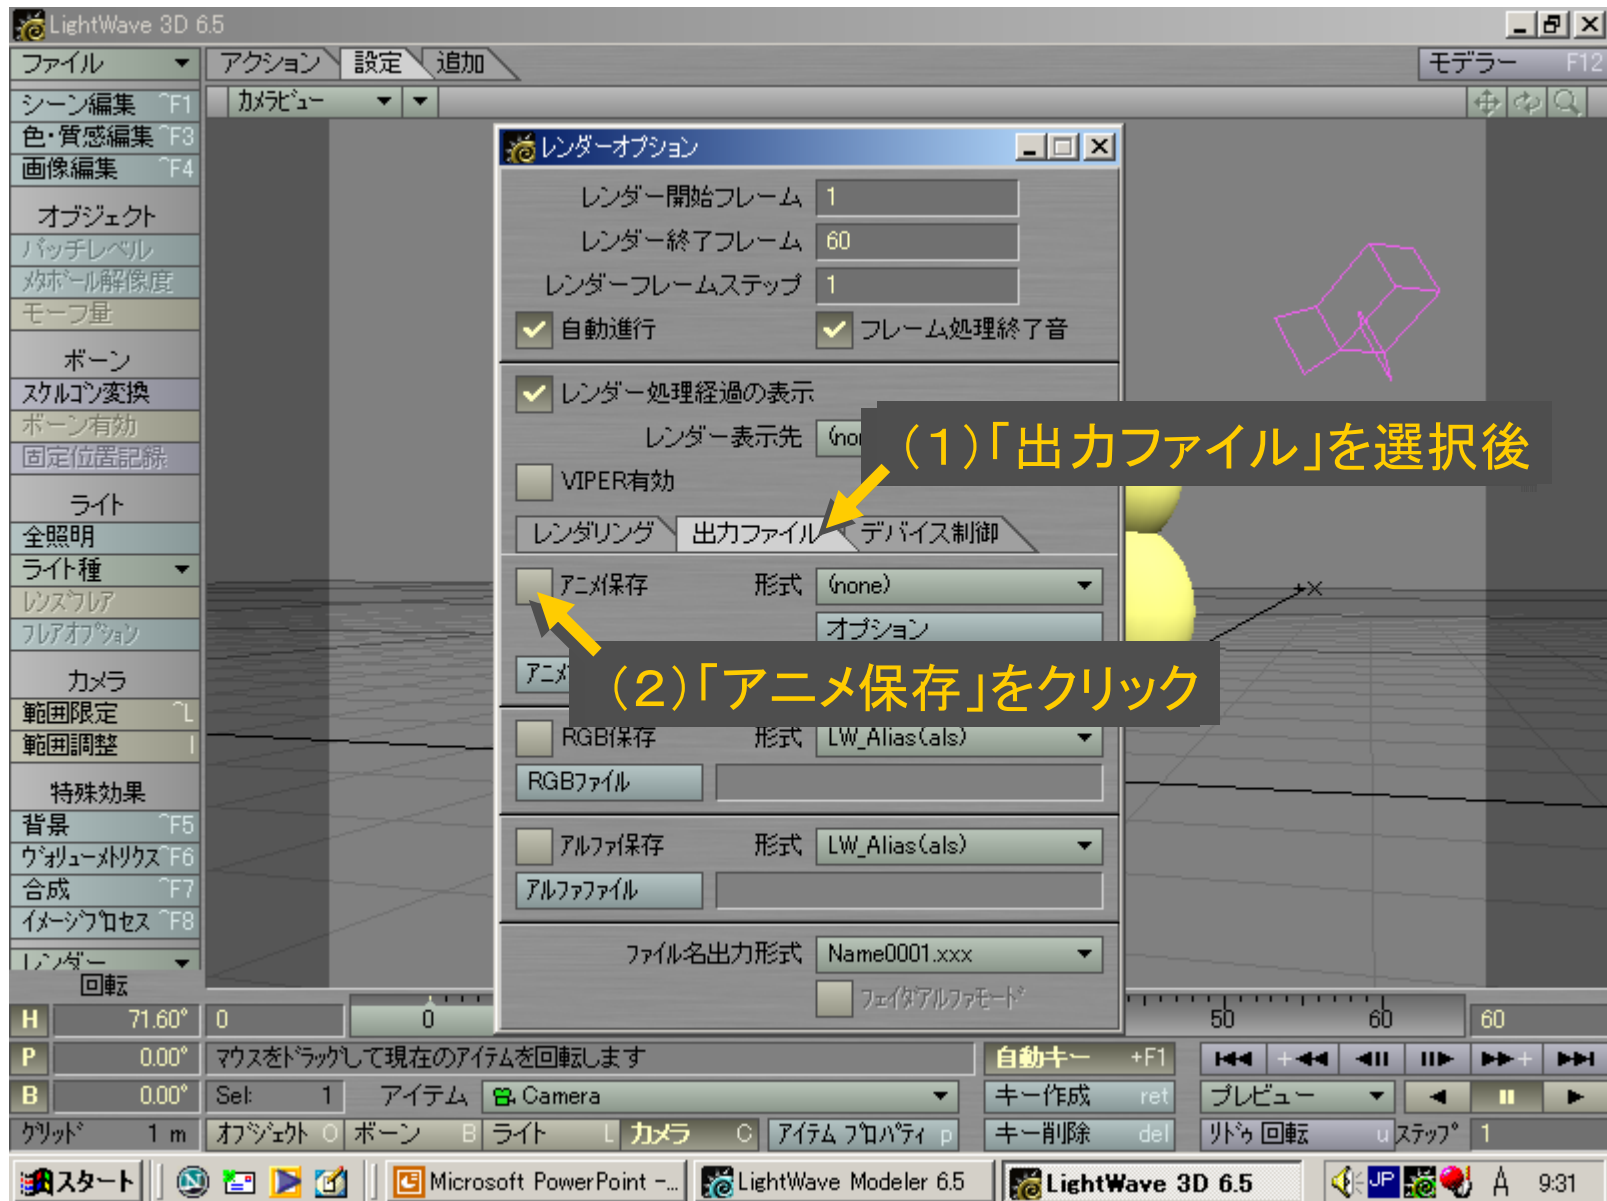 LightWave 3D 6.5
ファイル
アクション
設定
追加
モデラー F12
シーン編集 ^F1
カメラビュー
色・質感編集 ^F3
画像編集 ^F4
オブジェクト
パッチレベル
メタボール解像度
モーフ量
ボーン
スケルゴン変換
ボーン有効
固定位置記録
ライト
全照明
ライト種
レンズフレア
フレアオプション
カメラ
範囲限定 ^L
範囲調整 l
特殊効果
背景 ^F5
ヴォリューメトリクス ^F6
合成 ^F7
イメージプロセス ^F8
レンダー
レンダーオプション
レンダー開始フレーム 1
レンダー終了フレーム 60
レンダーフレームステップ 1
自動進行
フレーム処理終了音
レンダー処理経過の表示
レンダー表示先
(1)「出力ファイル」を選択後
VIPER有効
レンダリング
出力ファイル
デバイス制御
アニメ保存 形式 (none)
オプション
(2)「アニメ保存」をクリック
RGB保存 形式 LW_Alias(als)
RGBファイル
アルファ保存 形式 LW_Alias(als)
アルファファイル
ファイル名出力形式 Name0001.xxx
フェイダアルファモード
X
回転
H 71.60°
P 0.00°
B 0.00°
グリッド 1 m
0
0
50
60
60
マウスをドラッグして現在のアイテムを回転します
自動キー +F1
Sel: 1
アイテム
Camera
キー作成 ret
プレビュー
オブジェクト O
ボーン B
ライト L
カメラ C
アイテム プロパティ p
キー削除 del
リドゥ 回転 u
ステップ 1
スタート
Microsoft PowerPoint -...
LightWave Modeler 6.5
LightWave 3D 6.5
JP
A
9:31